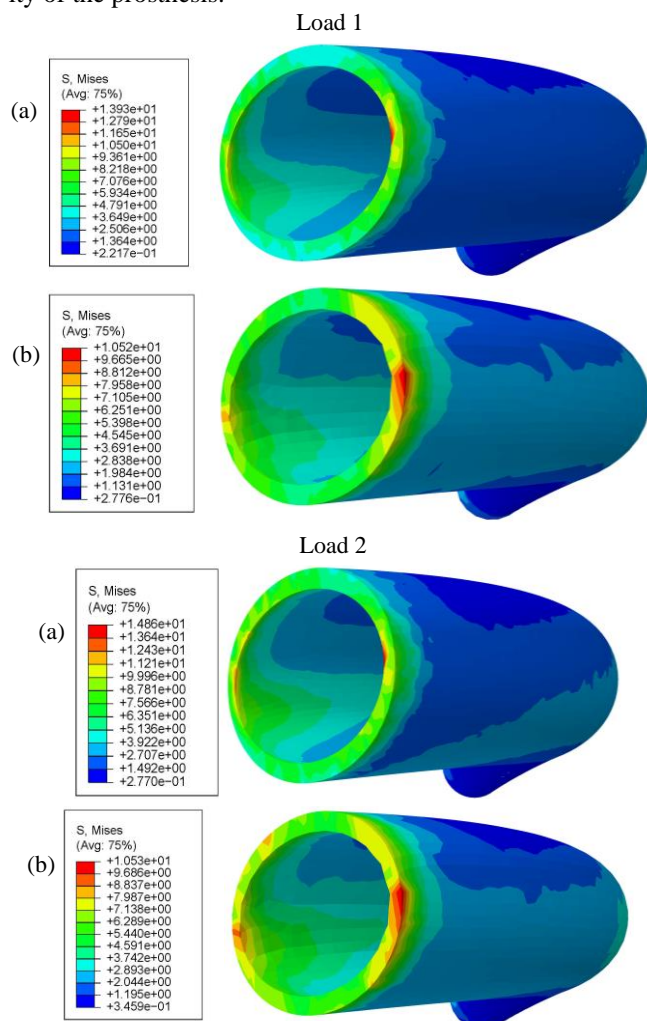 ity of the prosthesis.
Load 1
(a)
S, Mises
(Avg: 75%)
+1.393e+01
+1.279e+01
+1.165e+01
+1.050e+01
+9.361e+00
+8.218e+00
+7.076e+00
+5.934e+00
+4.791e+00
+3.649e+00
+2.506e+00
+1.364e+00
+2.217e-01
(b)
S, Mises
(Avg: 75%)
+1.052e+01
+9.665e+00
+8.812e+00
+7.958e+00
+7.105e+00
+6.251e+00
+5.398e+00
+4.545e+00
+3.691e+00
+2.838e+00
+1.984e+00
+1.131e+00
+2.776e-01
Load 2
(a)
S, Mises
(Avg: 75%)
+1.486e+01
+1.364e+01
+1.243e+01
+1.121e+01
+9.996e+00
+8.781e+00
+7.566e+00
+6.351e+00
+5.136e+00
+3.922e+00
+2.707e+00
+1.492e+00
+2.770e-01
(b)
S, Mises
(Avg: 75%)
+1.053e+01
+9.686e+00
+8.837e+00
+7.987e+00
+7.138e+00
+6.289e+00
+5.440e+00
+4.591e+00
+3.742e+00
+2.893e+00
+2.044e+00
+1.195e+00
+3.459e-01